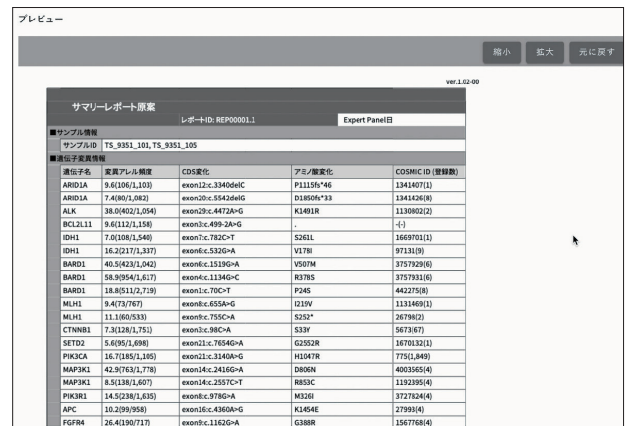 プレビュー
縮小 拡大 元に戻す
ver.1.02-00
サマリーレポート原案
レポートID: REP00001.1 Expert Panel日
■サンプル情報
サンプルID TS_9351_101, TS_9351_105
■遺伝子変異情報
遺伝子名 変異アレル頻度 CDS変化 アミノ酸変化 COSMIC ID (登録数)
ARID1A 9.6(106/1,103) exon12:c.3340delC P1115fs*46 1341407(1)
ARID1A 7.4(80/1,082) exon20:c.5542delG D1850fs*33 1341426(8)
ALK 38.0(402/1,054) exon29:c.4472A>G K1491R 1130802(2)
BCL2L11 9.6(112/1,158) exon3:c.499-2A>G . -(-)
IDH1 7.0(108/1,540) exon7:c.782C>T S261L 1669701(1)
IDH1 16.2(217/1,337) exon6:c.532G>A V178I 97131(9)
BARD1 40.5(423/1,042) exon6:c.1519G>A V507M 3757929(6)
BARD1 58.9(954/1,617) exon4:c.1134G>C R378S 3757931(6)
BARD1 18.8(511/2,719) exon1:c.70C>T P24S 442275(8)
MLH1 9.4(73/767) exon8:c.655A>G I219V 1131469(1)
MLH1 11.1(60/533) exon9:c.755C>A S252* 26798(2)
CTNNB1 7.3(128/1,751) exon3:c.98C>A S33Y 5673(67)
SETD2 5.6(95/1,698) exon21:c.7654G>A G2552R 1670132(1)
PIK3CA 16.7(185/1,105) exon21:c.3140A>G H1047R 775(1,849)
MAP3K1 42.9(763/1,778) exon14:c.2416G>A D806N 4003565(4)
MAP3K1 8.5(138/1,607) exon14:c.2557C>T R853C 1192395(4)
PIK3R1 14.5(238/1,635) exon8:c.978G>A M326I 3727824(4)
APC 10.2(99/958) exon16:c.4360A>G K1454E 27993(4)
FGFR4 26.4(190/717) exon9:c.1162G>A G388R 1567768(4)